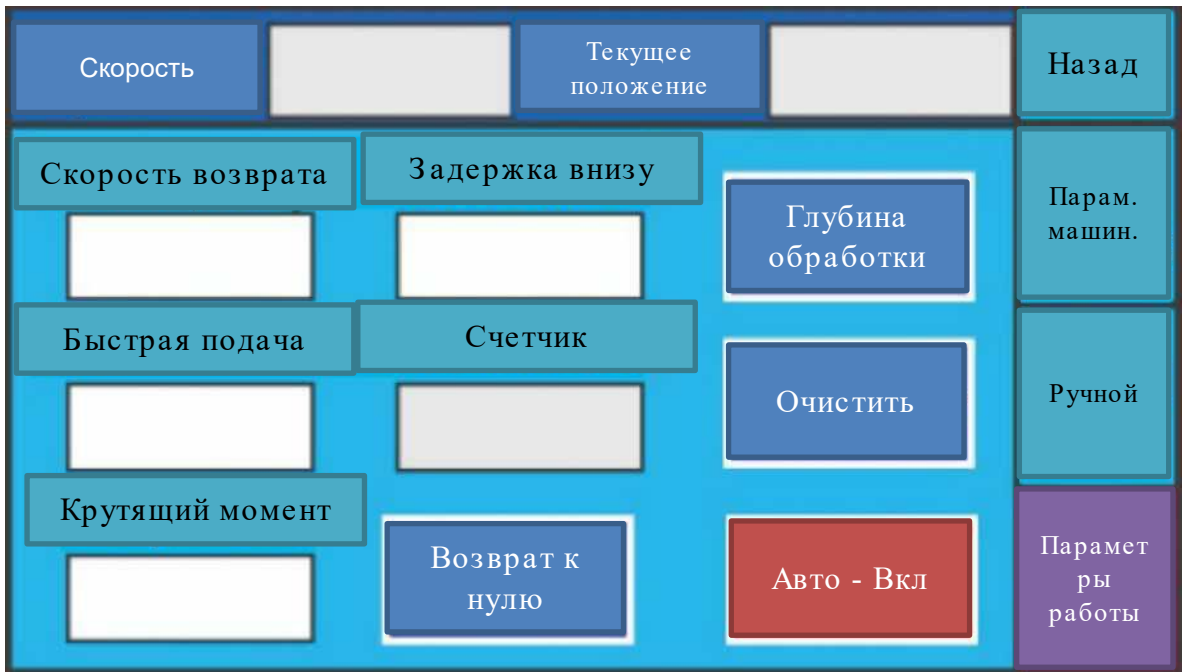 Скорость
Текущее
положение
Назад
Скорость возврата
Задержка внизу
Глубина
обработки
Парам.
машин.
Быстрая подача
Счетчик
Очистить
Ручной
Крутящий момент
Возврат к
нулю
Авто - Вкл
Парамет
ры
работы